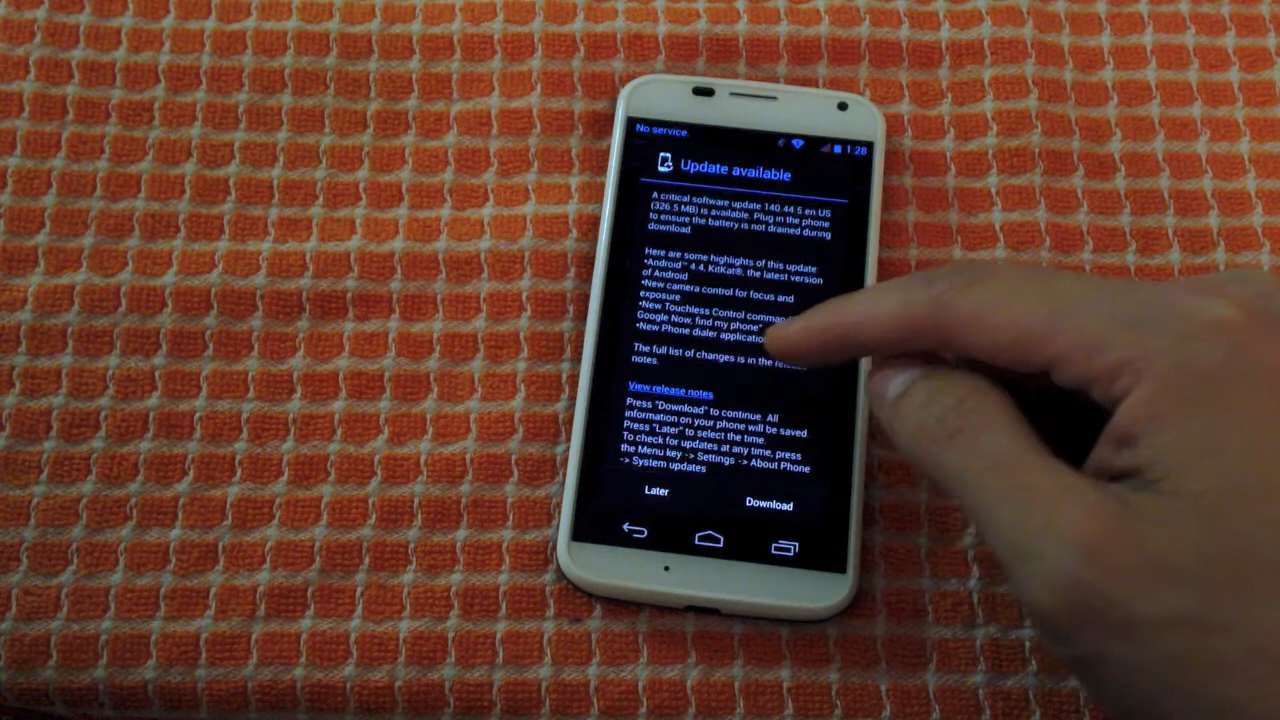 No service
1:28
Update available
A critical software update 140.44.5.en.US
(326.5 MB) is available. Plug in the phone
to ensure the battery is not drained during
download.
Here are some highlights of this update:
•Android™ 4.4, KitKat®, the latest version
of Android
•New camera control for focus and
exposure
•New Touchless Control
Google Now, find my phone"
•New Phone dialer application
The full list of changes is in the
notes.
View release notes
Press "Download" to continue. All
information on your phone will be saved.
Press "Later" to select the time.
To check for updates at any time, press
the Menu key -> Settings -> About Phone
-> System updates
Later
Download